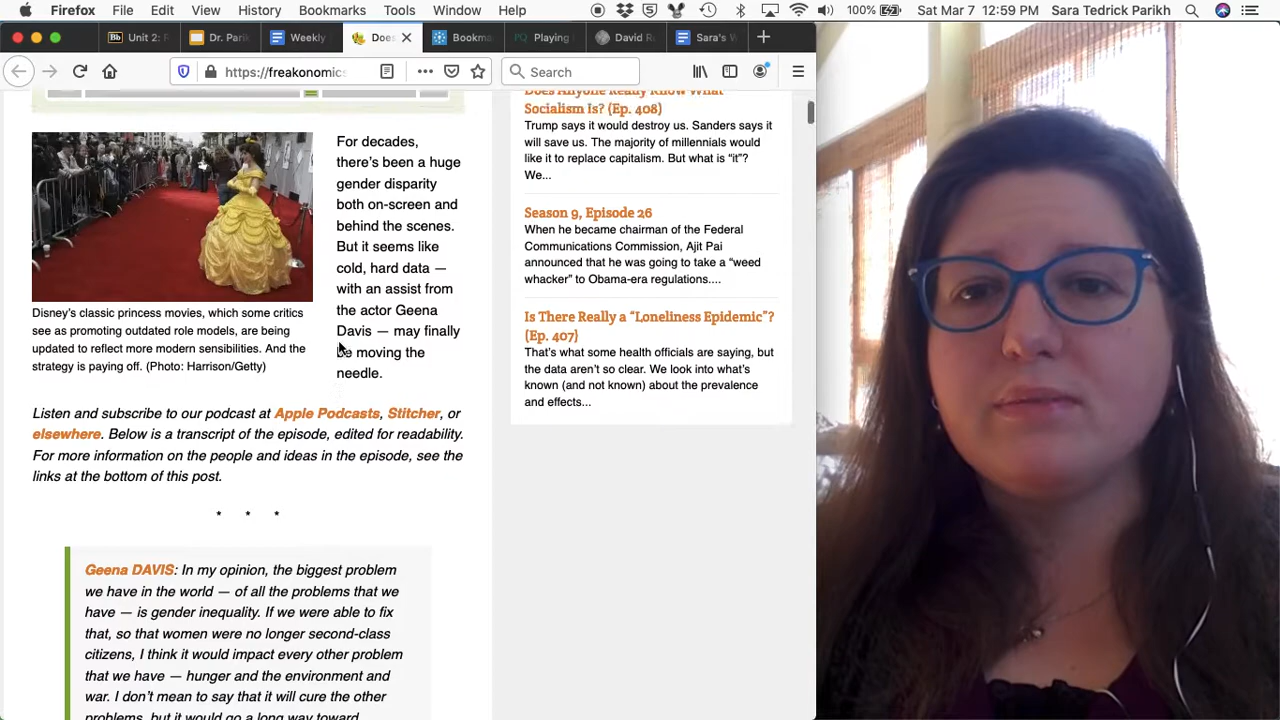 Firefox File Edit View History Bookmarks Tools Window Help 100% Sat Mar 7 12:59 PM Sara Tedrick Parikh
Bb Unit 2: F Dr. Parik Weekly Does Bookma Playing David R Sara's W
https://freakonomics Search
For decades,
there's been a huge
gender disparity
both on-screen and
behind the scenes.
But it seems like
cold, hard data —
with an assist from
the actor Geena
Davis — may finally
be moving the
needle.
Disney's classic princess movies, which some critics
see as promoting outdated role models, are being
updated to reflect more modern sensibilities. And the
strategy is paying off. (Photo: Harrison/Getty)
Listen and subscribe to our podcast at Apple Podcasts, Stitcher, or
elsewhere. Below is a transcript of the episode, edited for readability.
For more information on the people and ideas in the episode, see the
links at the bottom of this post.
* * *
Geena DAVIS: In my opinion, the biggest problem
we have in the world — of all the problems that we
have — is gender inequality. If we were able to fix
that, so that women were no longer second-class
citizens, I think it would impact every other problem
that we have — hunger and the environment and
war. I don't mean to say that it will cure the other
problems, but it would go a long way toward
Does Anyone Really Know What
Socialism Is? (Ep. 408)
Trump says it would destroy us. Sanders says it
will save us. The majority of millennials would
like it to replace capitalism. But what is "it"?
We...
Season 9, Episode 26
When he became chairman of the Federal
Communications Commission, Ajit Pai
announced that he was going to take a "weed
whacker" to Obama-era regulations....
Is There Really a "Loneliness Epidemic"?
(Ep. 407)
That's what some health officials are saying, but
the data aren't so clear. We look into what's
known (and not known) about the prevalence
and effects...